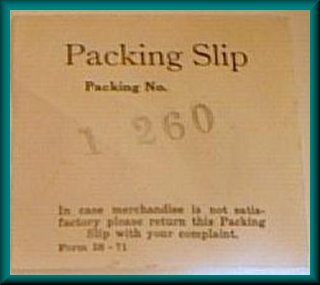 Packing Slip
Packing No.
1 260
In case merchandise is not satis-
factory please return this Packing
Slip with your complaint.
Form 58 - 71